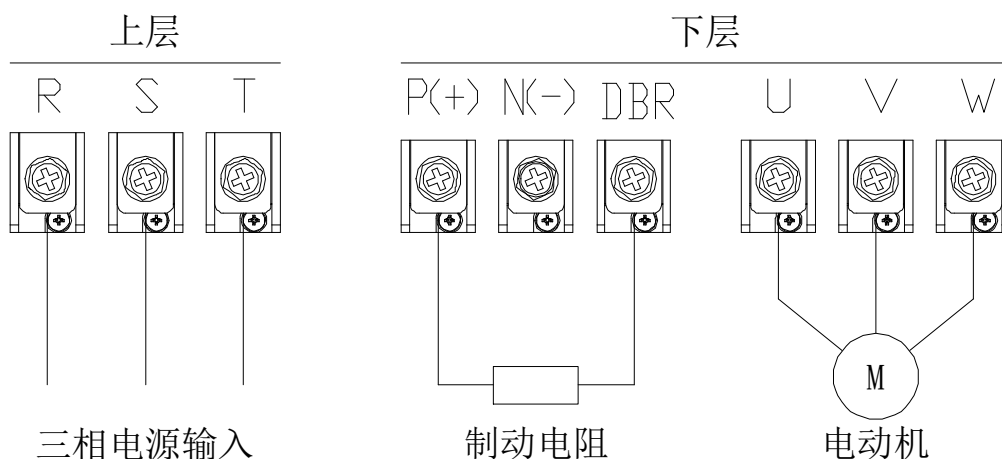 上层 下层
R S T P(+) N(-) DBR U V W
M
三相电源输入 制动电阻 电动机